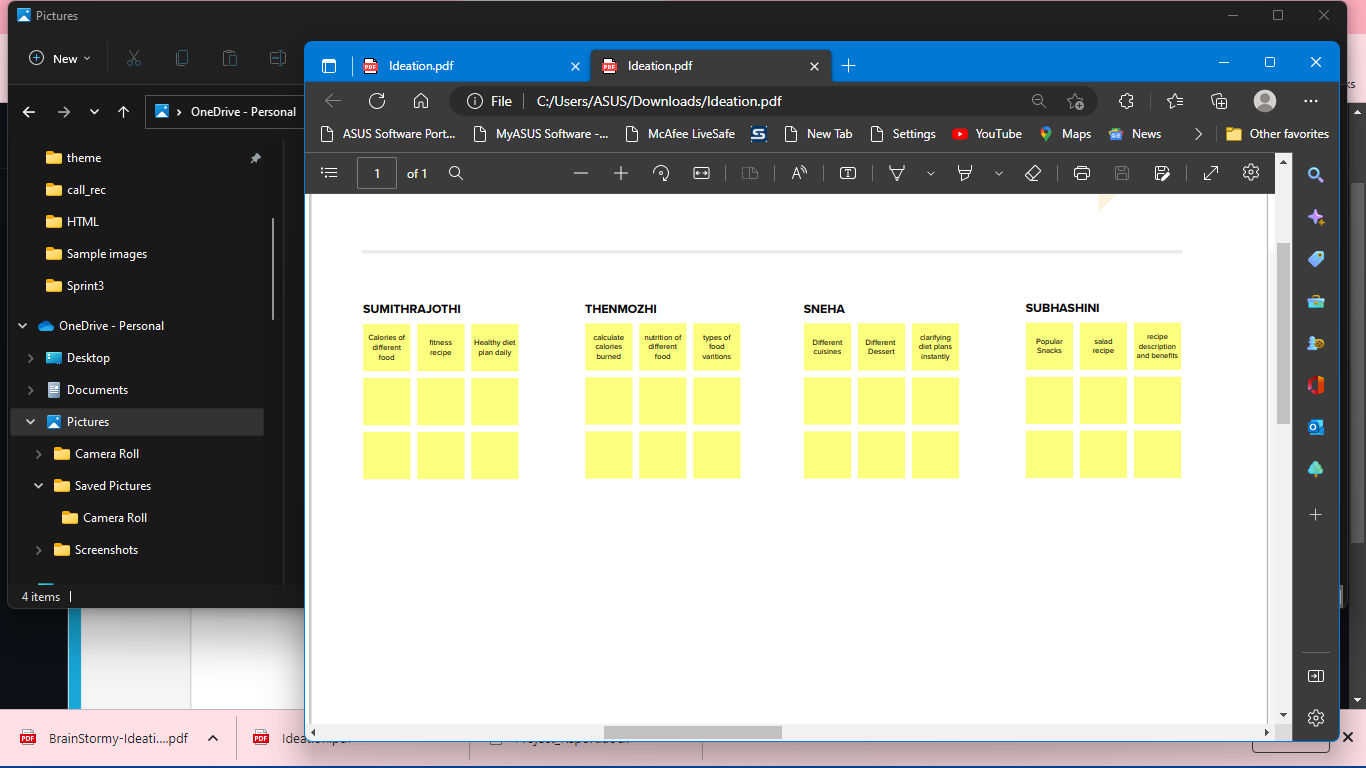 Pictures
New
OneDrive - Personal
theme
call_rec
HTML
Sample images
Sprint3
OneDrive - Personal
Desktop
Documents
Pictures
Camera Roll
Saved Pictures
Camera Roll
Screenshots
4 items
Ideation.pdf
Ideation.pdf
File
C:/Users/ASUS/Downloads/Ideation.pdf
ASUS Software Port...
MyASUS Software -...
McAfee LiveSafe
New Tab
Settings
YouTube
Maps
News
Other favorites
1
of 1
SUMITHRAJOTHI
Calories of
different
food
fitness
recipe
Healthy diet
plan daily
THENMOZHI
calculate
calories
burned
nutrition of
different
food
types of
food
varitions
SNEHA
Different
cuisines
Different
Dessert
clarifying
diet plans
instantly
SUBHASHINI
Popular
Snacks
salad
recipe
recipe
description
and benefits
BrainStormy-Ideati....pdf